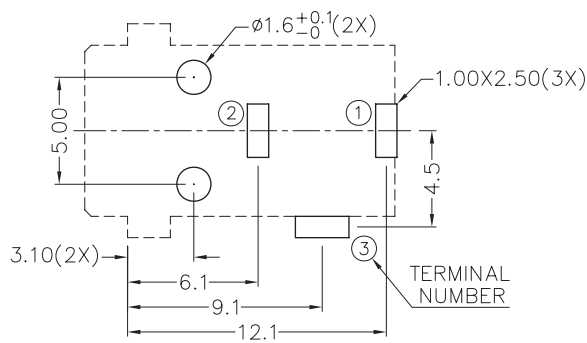 ⌀1.6+0.1-0(2X)
1.00X2.50(3X)
2
1
5.00
4.5
3.10(2X)
3
6.1
TERMINAL
NUMBER
9.1
12.1